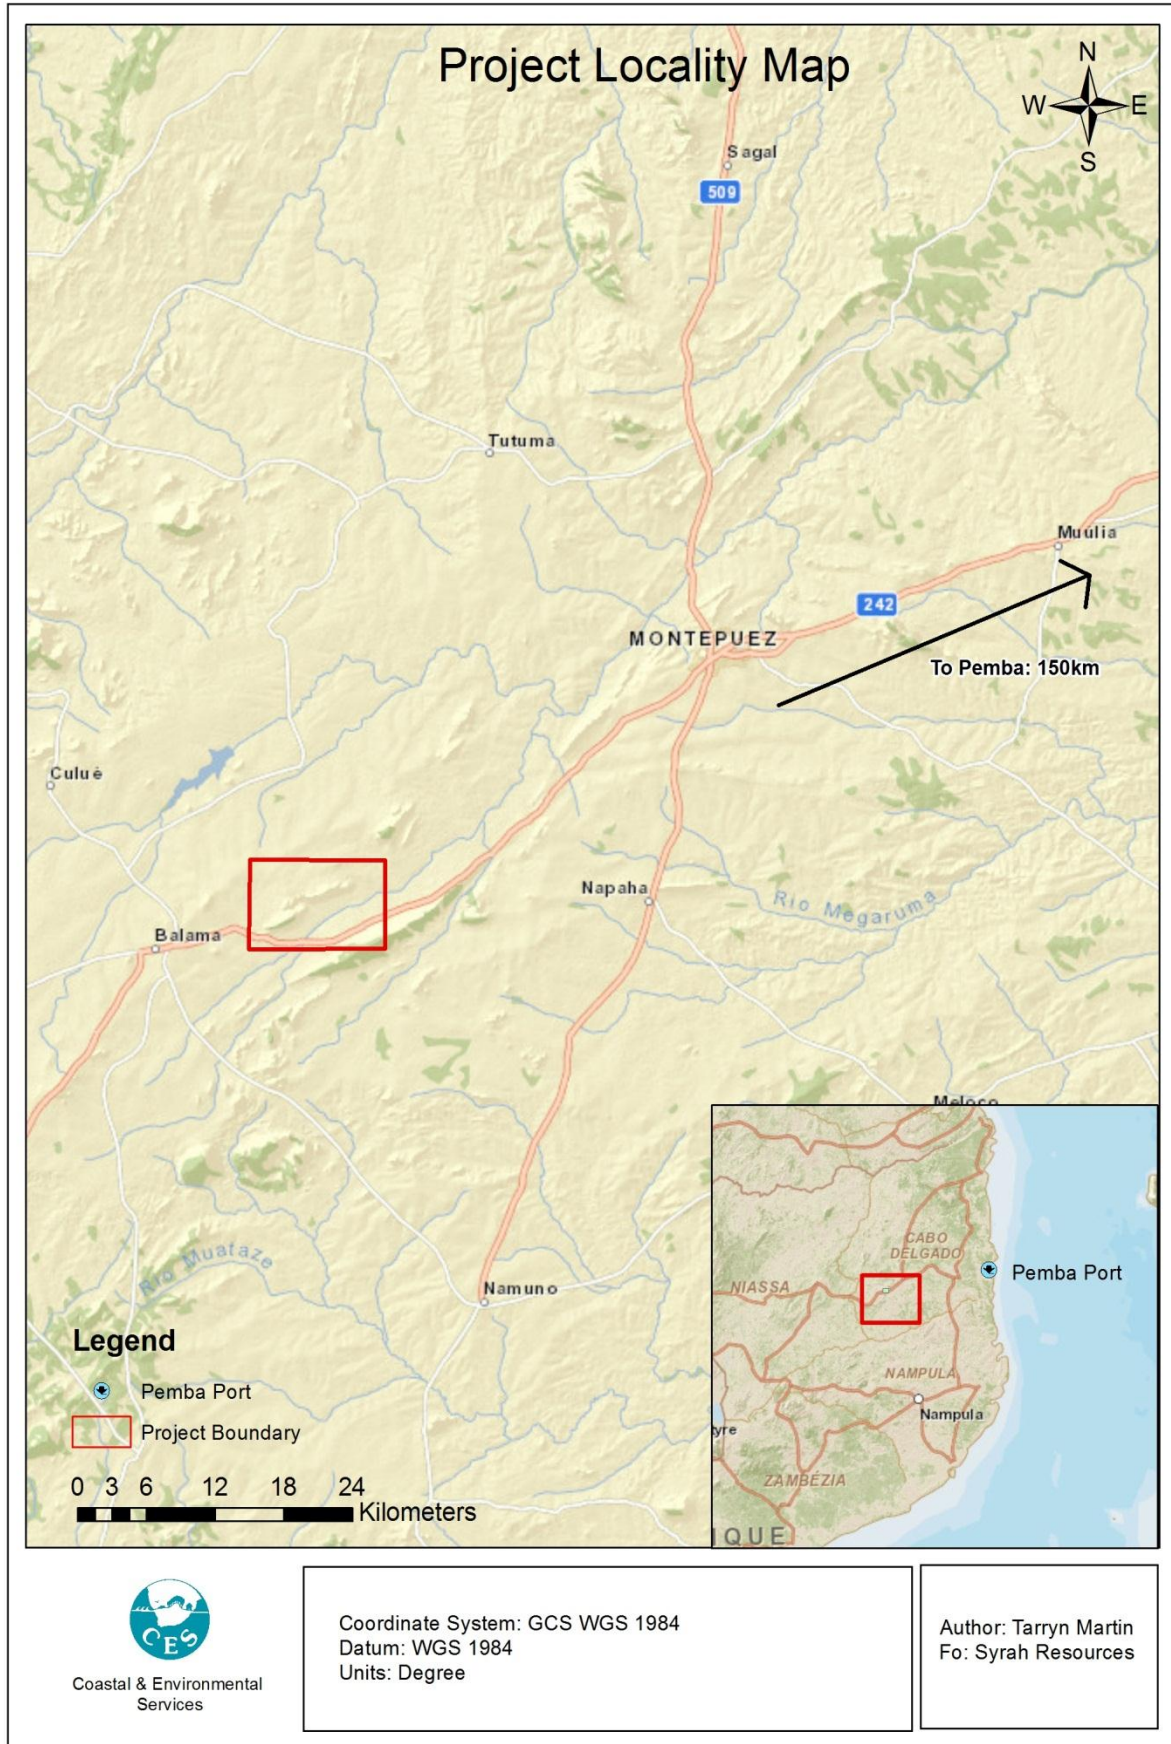 Project Locality Map
N
W E
S
Sagal
509
Tutuma
Muúlia
242
MONTEPUEZ
To Pemba: 150km
Culuè
Napaha
Rio Megaruma
Balama
Meloco
Rio Muataze
Namuno
CABO
DELGADO
NIASSA
Pemba Port
NAMPULA
Nampula
tyre
ZAMBÉZIA
IQUE
Legend
Pemba Port
Project Boundary
0 3 6 12 18 24
Kilometers
CES
Coastal & Environmental
Services
Coordinate System: GCS WGS 1984
Datum: WGS 1984
Units: Degree
Author: Tarryn Martin
Fo: Syrah Resources